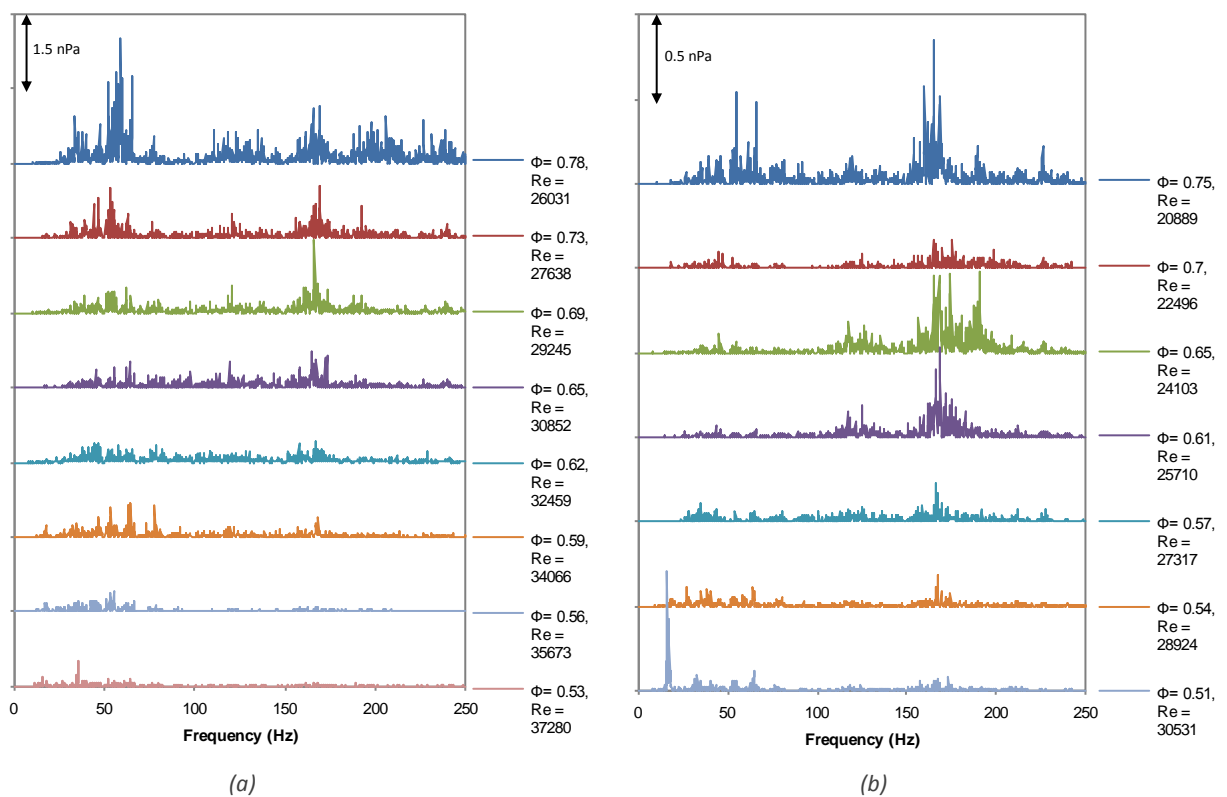 1.5 nPa
Φ= 0.78,
Re =
26031
Φ= 0.73,
Re =
27638
Φ= 0.69,
Re =
29245
Φ= 0.65,
Re =
30852
Φ= 0.62,
Re =
32459
Φ= 0.59,
Re =
34066
Φ= 0.56,
Re =
35673
Φ= 0.53,
Re =
37280
0 50 100 150 200 250
Frequency (Hz)
(a)
0.5 nPa
Φ= 0.75,
Re =
20889
Φ= 0.7,
Re =
22496
Φ= 0.65,
Re =
24103
Φ= 0.61,
Re =
25710
Φ= 0.57,
Re =
27317
Φ= 0.54,
Re =
28924
Φ= 0.51,
Re =
30531
0 50 100 150 200 250
Frequency (Hz)
(b)